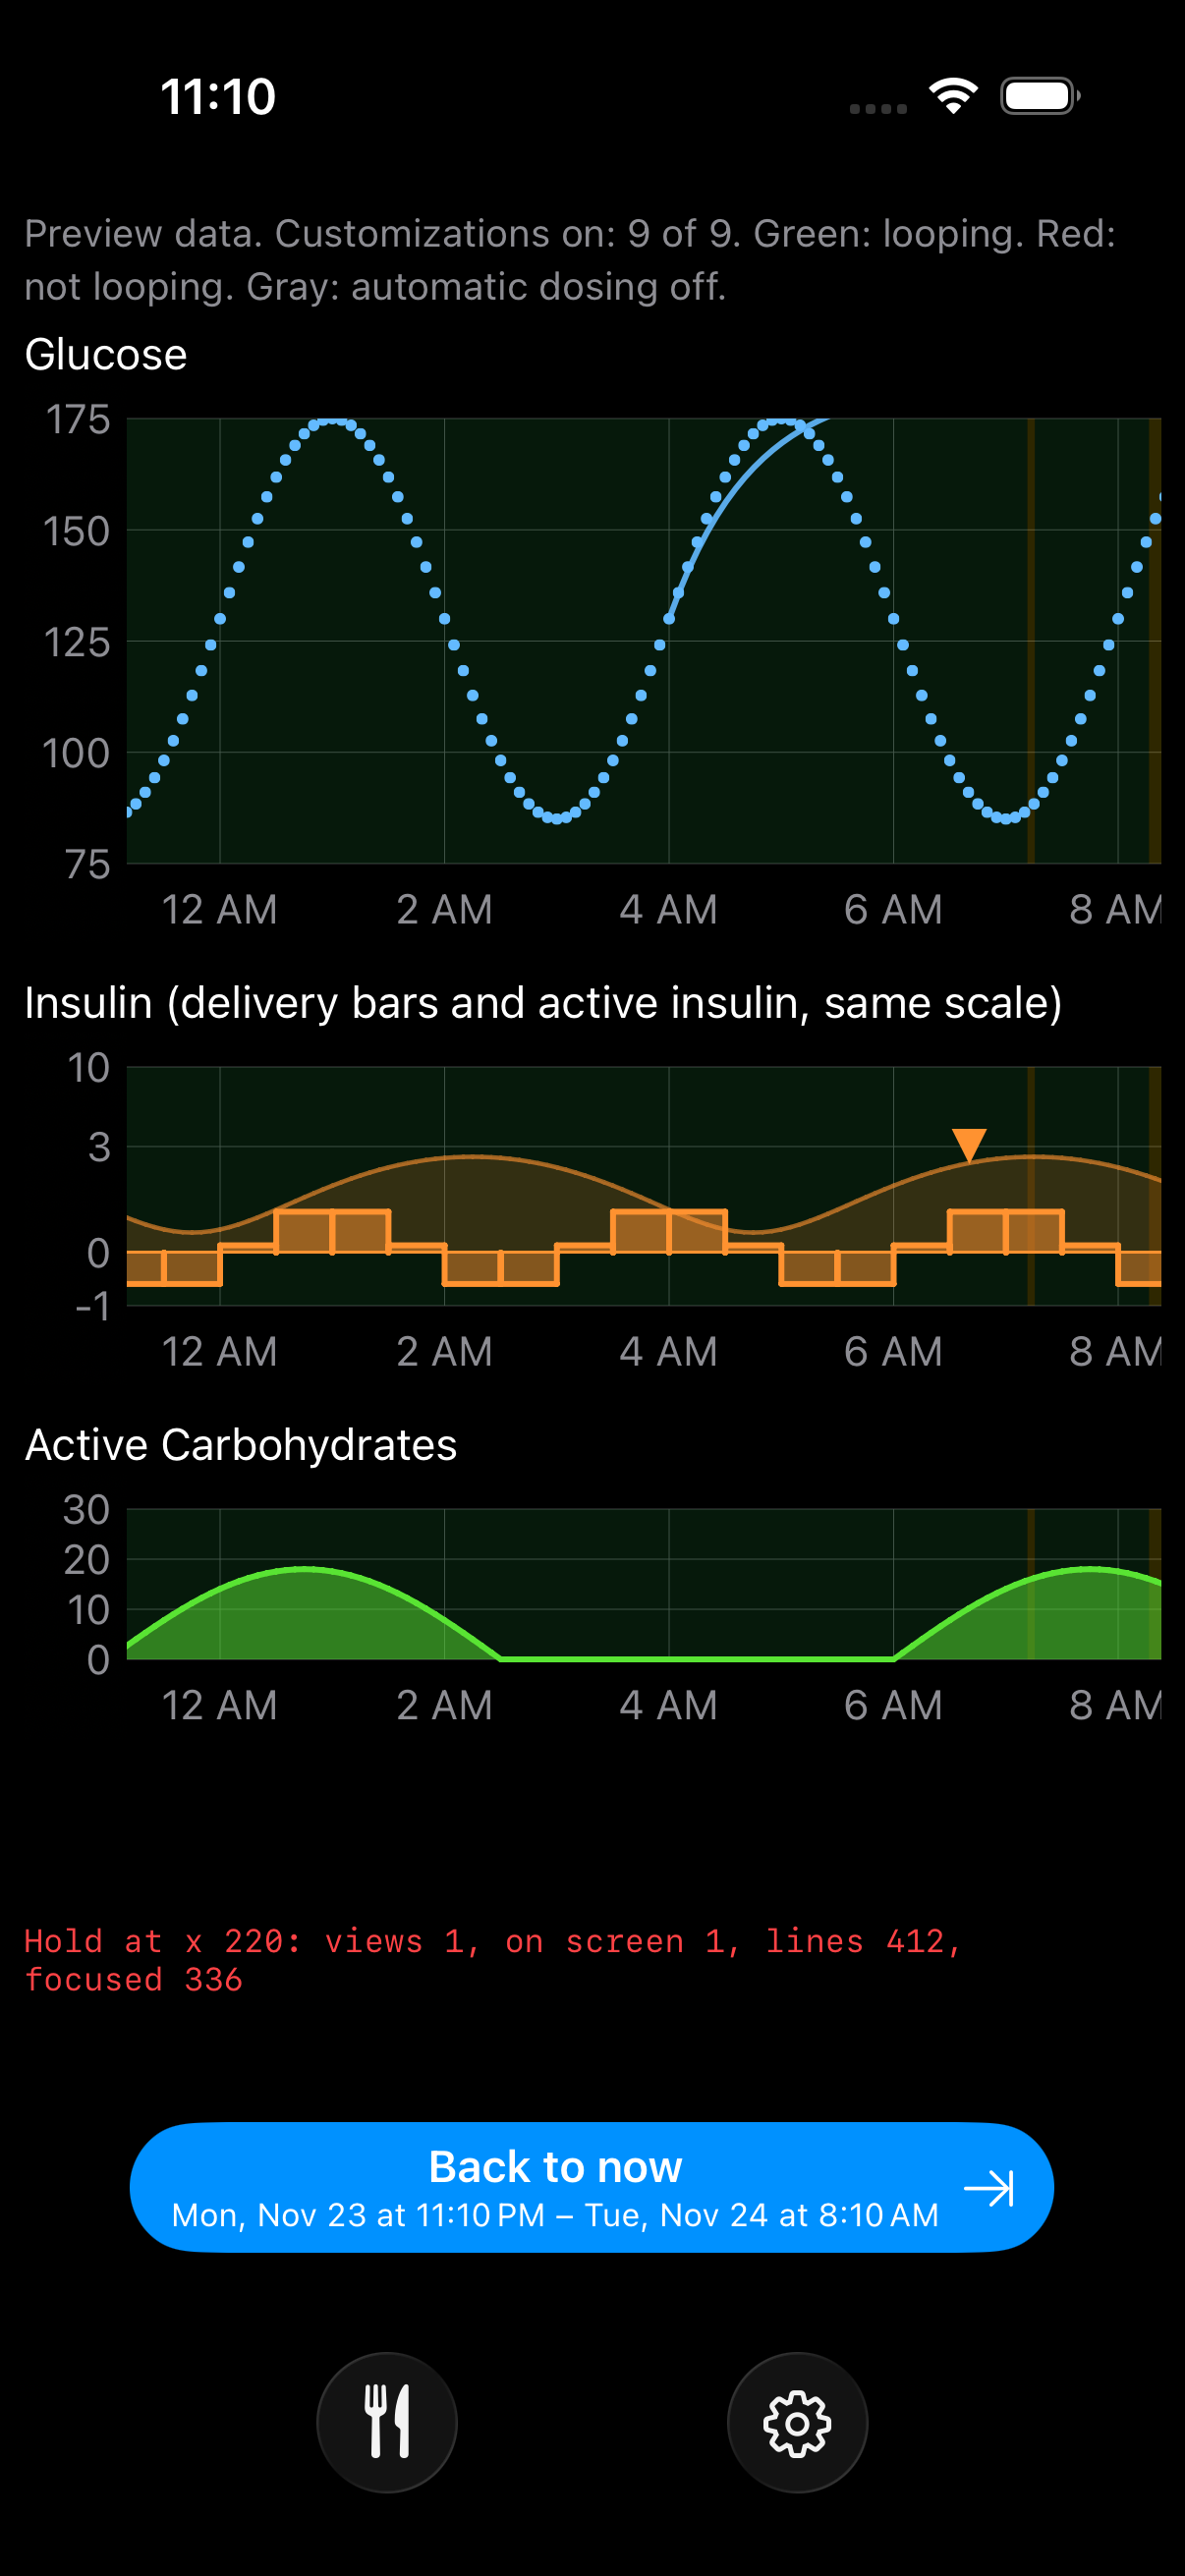 11:10
Preview data. Customizations on: 9 of 9. Green: looping. Red:
not looping. Gray: automatic dosing off.
Glucose
175
150
125
100
75
12 AM 2 AM 4 AM 6 AM 8 AM
Insulin (delivery bars and active insulin, same scale)
10
3
0
-1
12 AM 2 AM 4 AM 6 AM 8 AM
Active Carbohydrates
30
20
10
0
12 AM 2 AM 4 AM 6 AM 8 AM
Hold at x 220: views 1, on screen 1, lines 412,
focused 336
Back to now
Mon, Nov 23 at 11:10 PM – Tue, Nov 24 at 8:10 AM